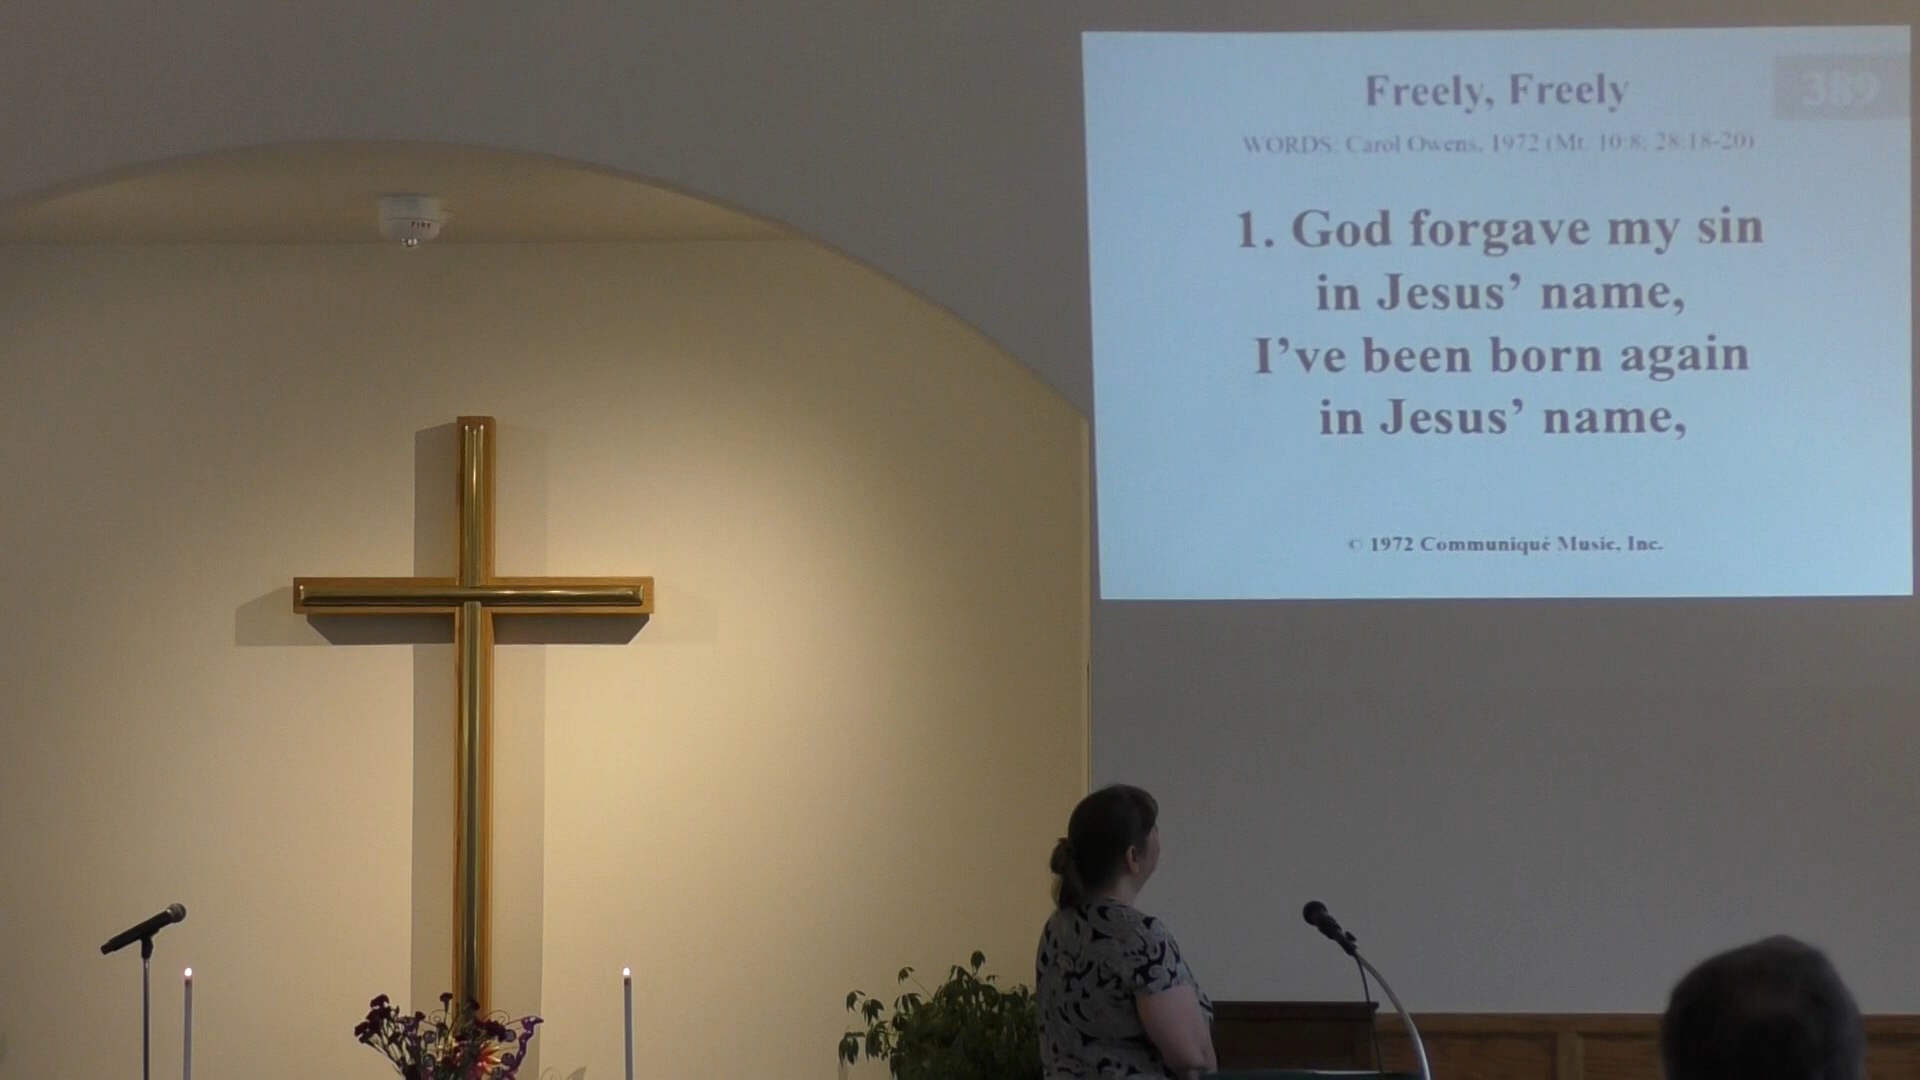 Freely, Freely
389
WORDS: Carol Owens, 1972 (Mt. 10:8; 28:18-20)
1. God forgave my sin
in Jesus’ name,
I’ve been born again
in Jesus’ name,
© 1972 Communiqué Music, Inc.
FIRE